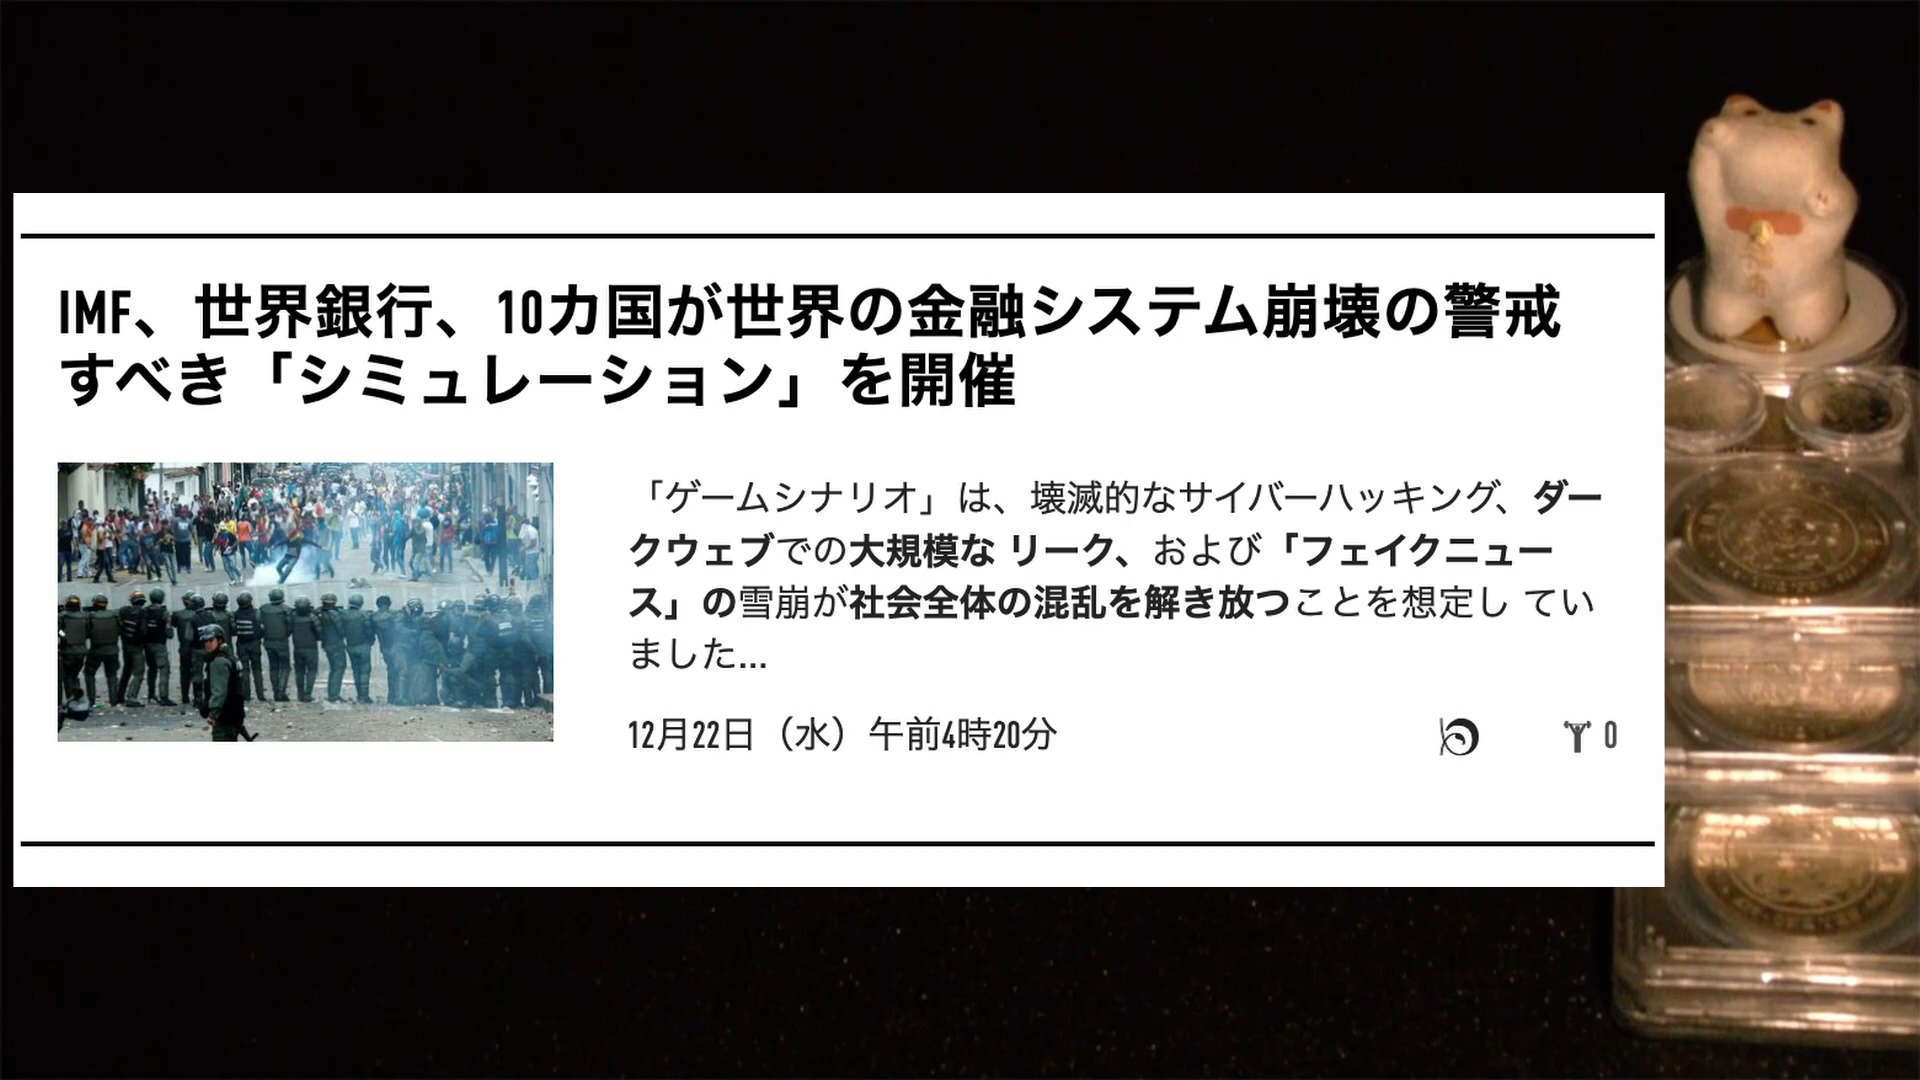 IMF、世界銀行、10カ国が世界の金融システム崩壊の警戒
すべき「シミュレーション」を開催
「ゲームシナリオ」は、壊滅的なサイバーハッキング、ダー
クウェブでの大規模な リーク、および「フェイクニュー
ス」の雪崩が社会全体の混乱を解き放つことを想定し てい
ました...
12月22日（水）午前4時20分
0